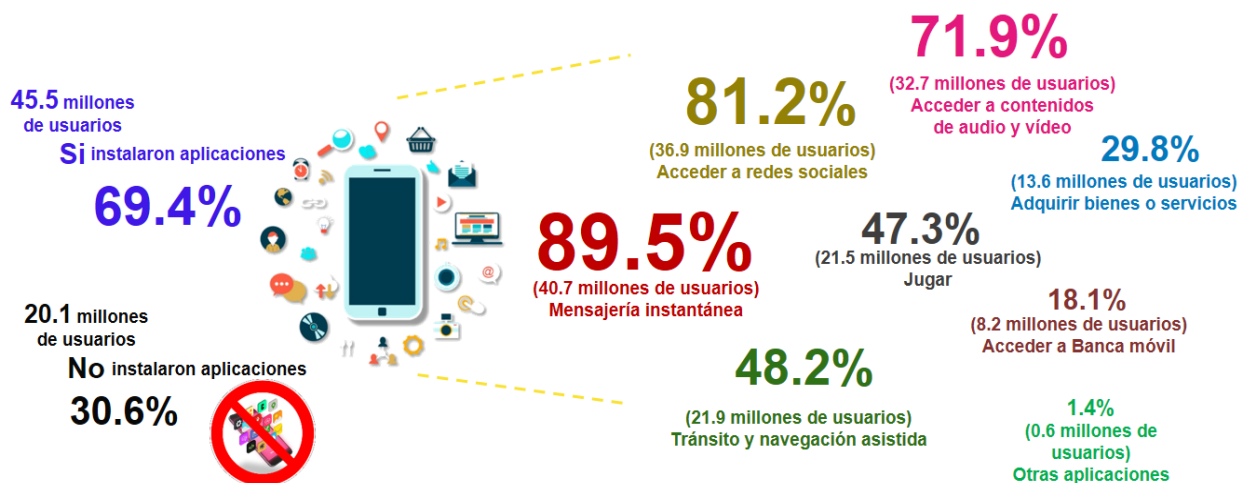 45.5 millones
de usuarios
Si instalaron aplicaciones
69.4%
20.1 millones
de usuarios
No instalaron aplicaciones
30.6%
71.9%
(32.7 millones de usuarios)
Acceder a contenidos
de audio y vídeo
81.2%
(36.9 millones de usuarios)
Acceder a redes sociales
29.8%
(13.6 millones de usuarios)
Adquirir bienes o servicios
89.5%
(40.7 millones de usuarios)
Mensajería instantánea
47.3%
(21.5 millones de usuarios)
Jugar
18.1%
(8.2 millones de usuarios)
Acceder a Banca móvil
48.2%
(21.9 millones de usuarios)
Tránsito y navegación asistida
1.4%
(0.6 millones de
usuarios)
Otras aplicaciones